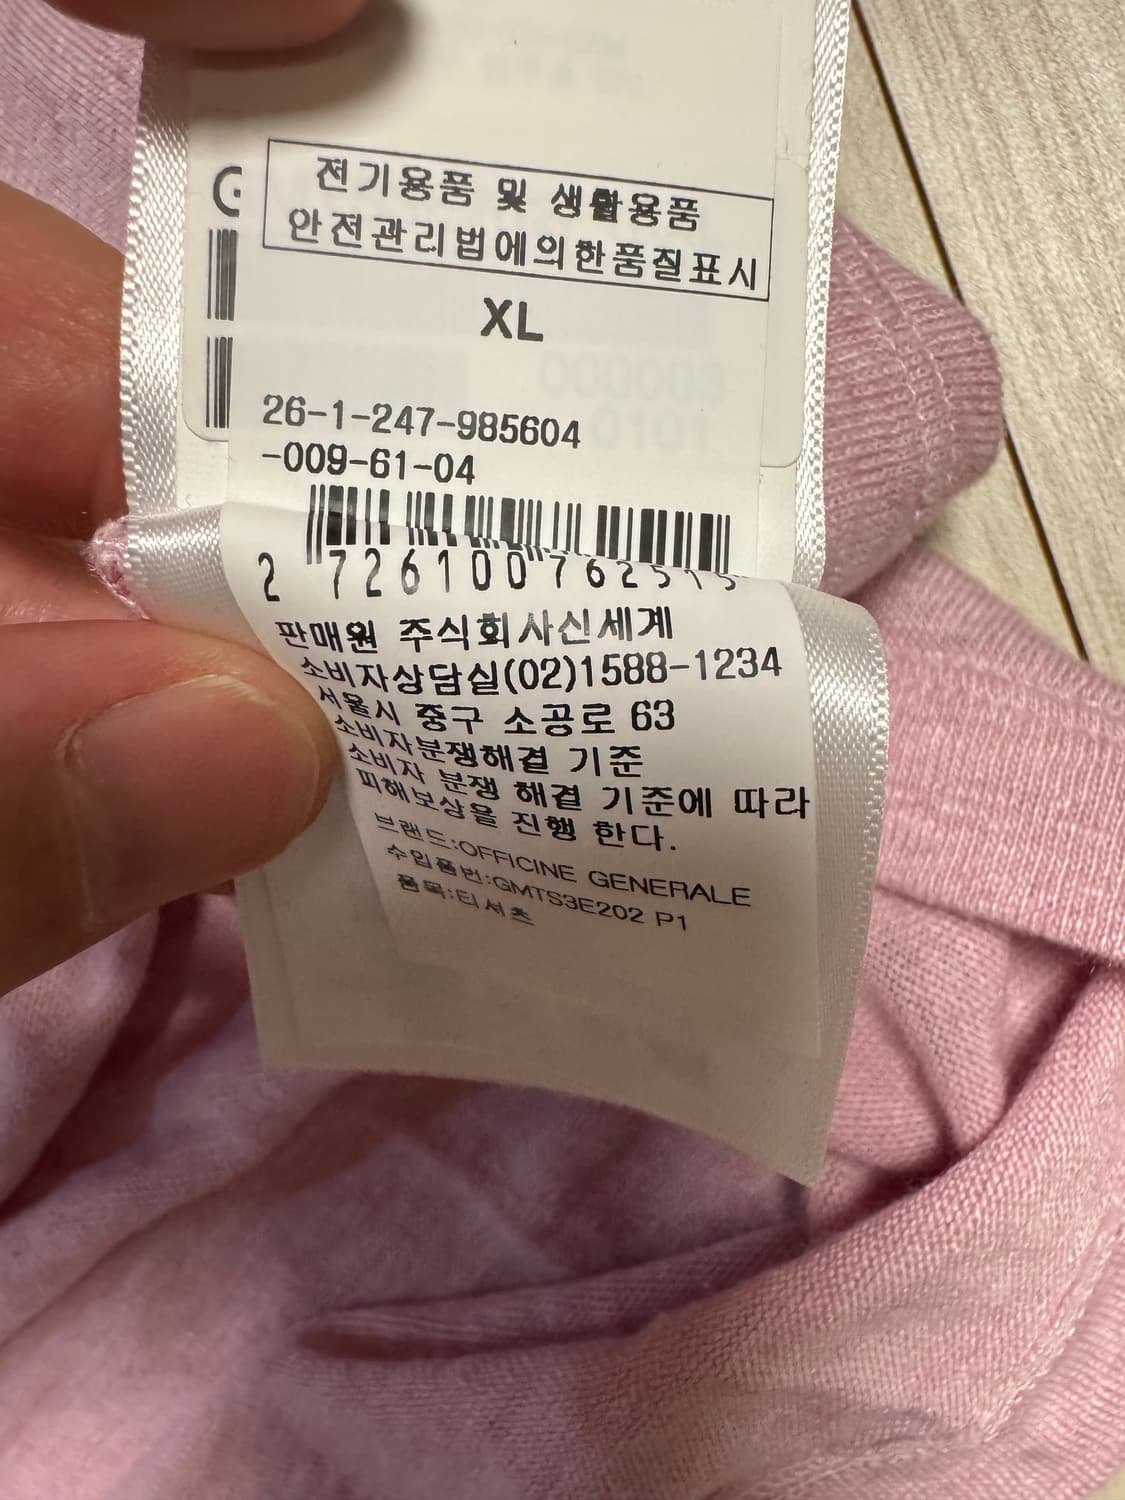 전기용품 및 생활용품
안전관리법에의한품질표시
XL
26-1-247-985604
-009-61-04
2 726100 762515
판매원 주식회사신세계
소비자상담실(02)1588-1234
서울시 중구 소공로 63
소비자분쟁해결 기준
소비자 분쟁 해결 기준에 따라
피해보상을 진행 한다.
브랜드:OFFICINE GENERALE
수입품번:GMTS3E202 P1
품목:티셔츠